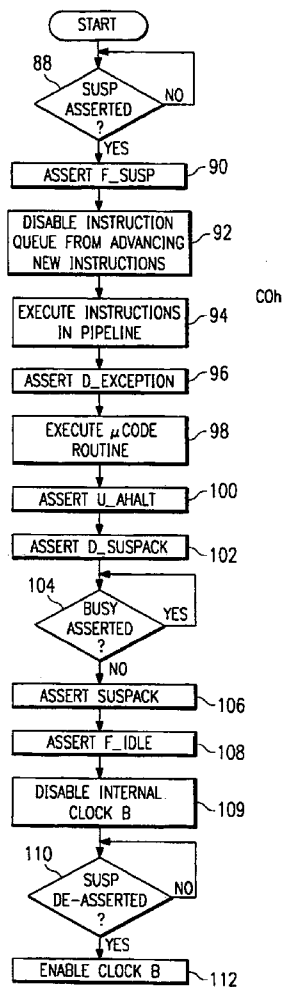 START
88
SUSP
ASSERTED
?
NO
YES
ASSERT F_SUSP
90
DISABLE INSTRUCTION
QUEUE FROM ADVANCING
NEW INSTRUCTIONS
92
COh
EXECUTE INSTRUCTIONS
IN PIPELINE
94
ASSERT D_EXCEPTION
96
EXECUTE μCODE
ROUTINE
98
ASSERT U_AHALT
100
ASSERT D_SUSPACK
102
104
BUSY
ASSERTED
?
YES
NO
ASSERT SUSPACK
106
ASSERT F_IDLE
108
DISABLE INTERNAL
CLOCK B
109
110
SUSP
DE-ASSERTED
?
NO
YES
ENABLE CLOCK B
112